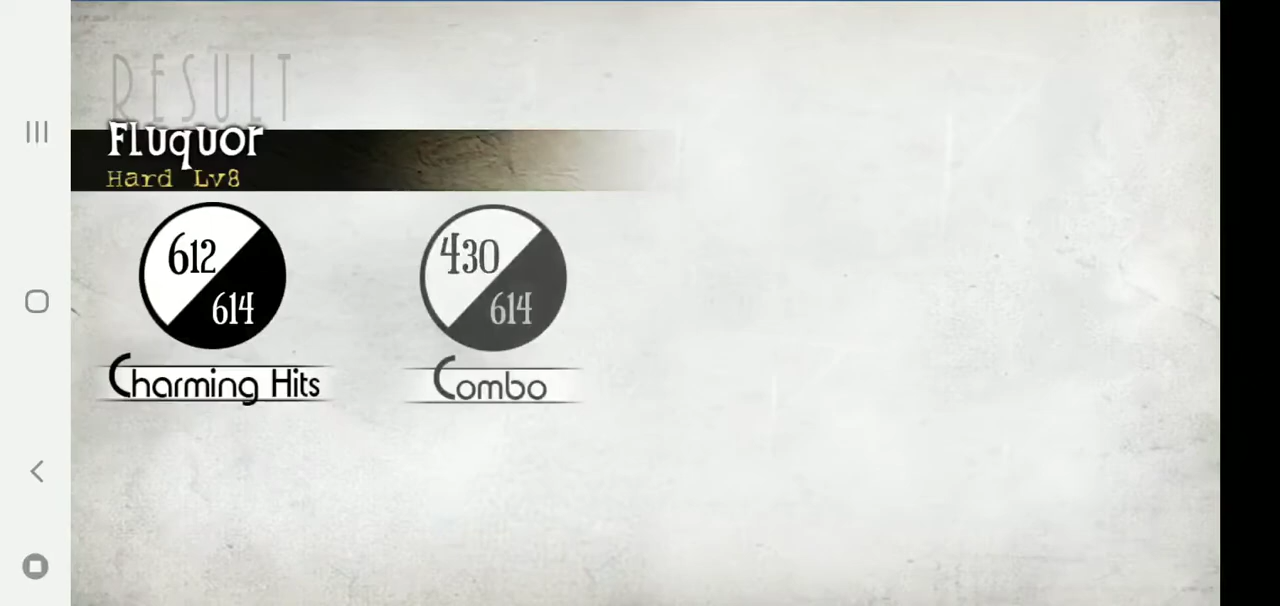 RESULT
Fluquor
Hard Lv8
612
614
Charming Hits
430
614
Combo